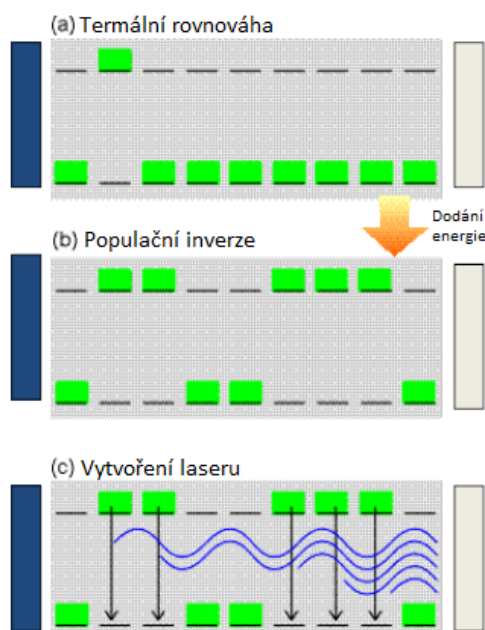 (a) Termální rovnováha
Dodání
energie
(b) Populační inverze
(c) Vytvoření laseru